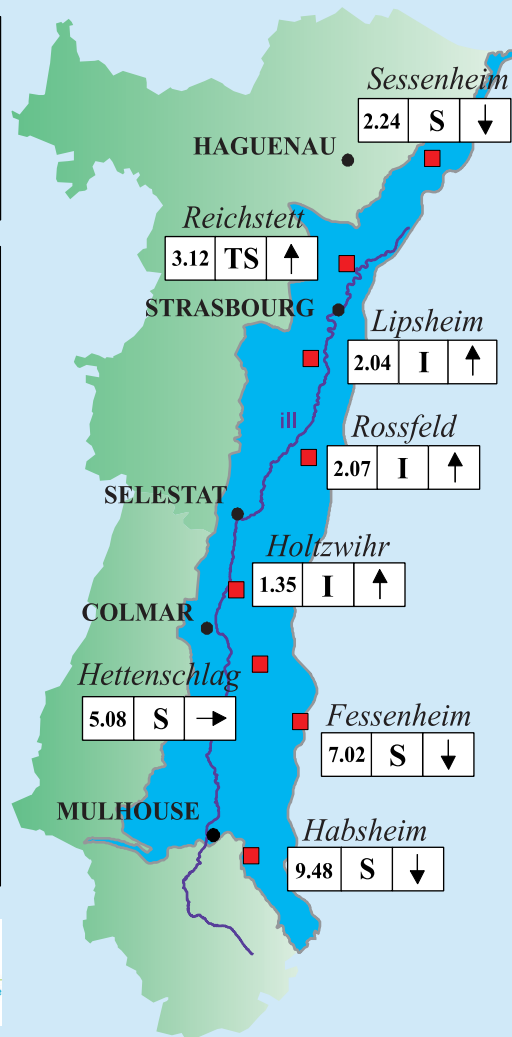 Sessenheim
2.24 S ↓
HAGUENAU
Reichstett
3.12 TS ↑
STRASBOURG
Lipsheim
2.04 I ↑
ill
Rossfeld
2.07 I ↑
SELESTAT
Holtzwihr
1.35 I ↑
COLMAR
Hettenschlag
5.08 S →
Fessenheim
7.02 S ↓
MULHOUSE
Habsheim
9.48 S ↓